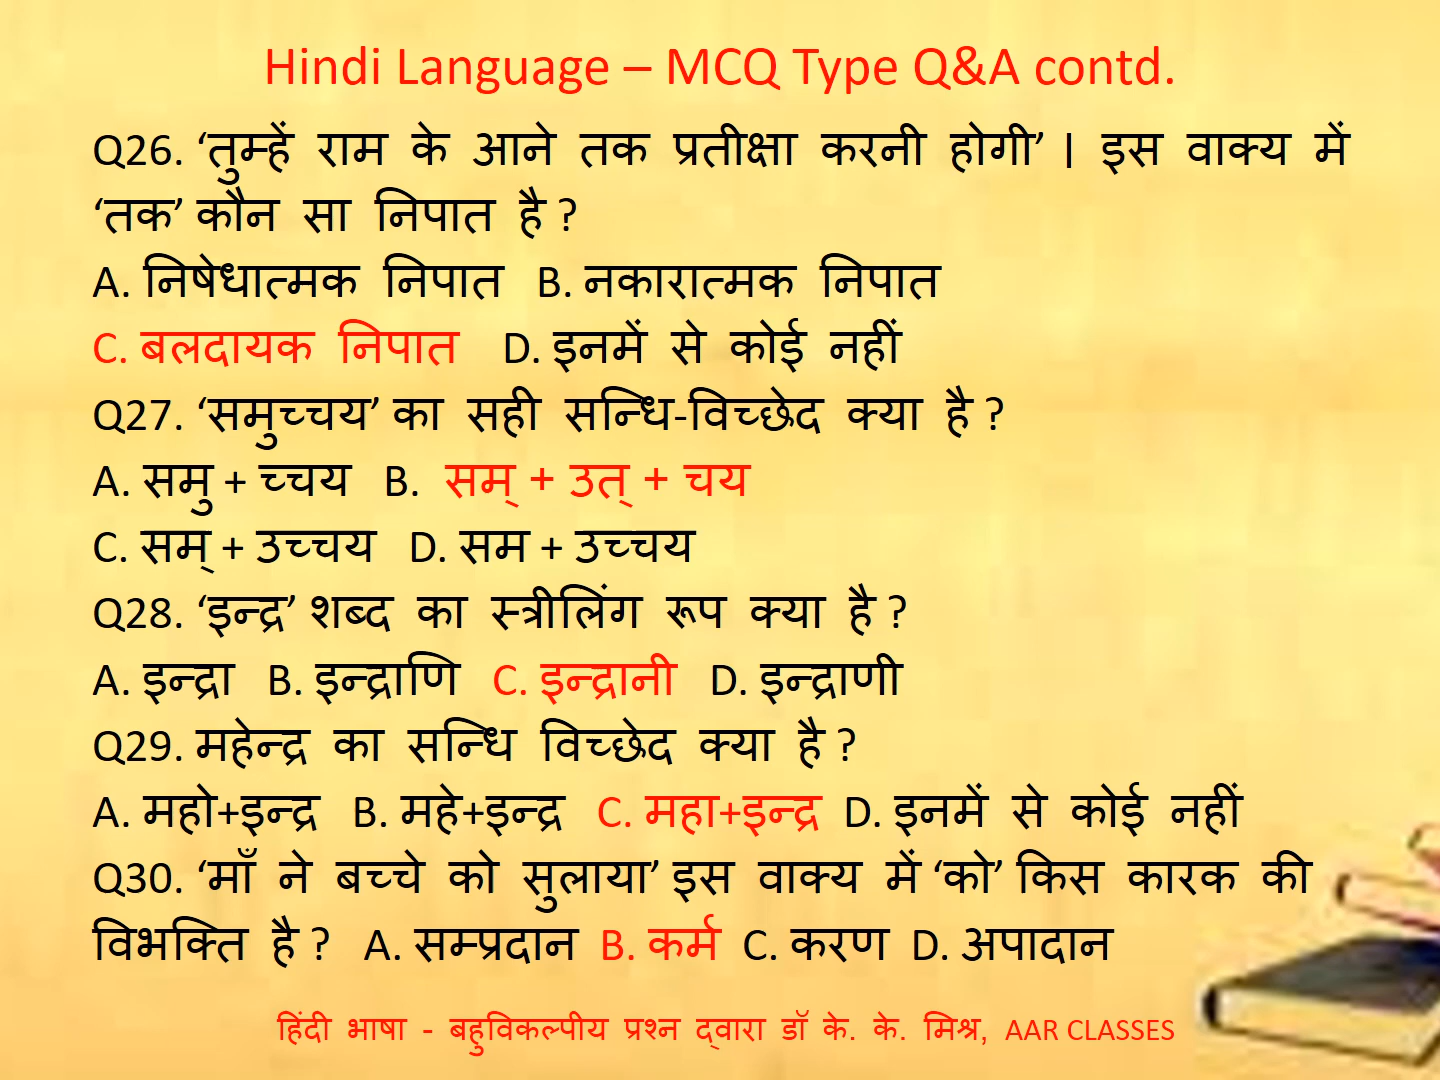 Hindi Language – MCQ Type Q&A contd.
Q26. ‘तुम्हें राम के आने तक प्रतीक्षा करनी होगी’ । इस वाक्य में
‘तक’ कौन सा निपात है ?
A. निषेधात्मक निपात B. नकारात्मक निपात
C. बलदायक निपात D. इनमें से कोई नहीं
Q27. ‘समुच्चय’ का सही सन्धि-विच्छेद क्या है ?
A. समु + च्चय B. सम् + उत् + चय
C. सम् + उच्चय D. सम + उच्चय
Q28. ‘इन्द्र’ शब्द का स्त्रीलिंग रूप क्या है ?
A. इन्द्रा B. इन्द्राणि C. इन्द्रानी D. इन्द्राणी
Q29. महेन्द्र का सन्धि विच्छेद क्या है ?
A. महो+इन्द्र B. महे+इन्द्र C. महा+इन्द्र D. इनमें से कोई नहीं
Q30. ‘माँ ने बच्चे को सुलाया’ इस वाक्य में ‘को’ किस कारक की
विभक्ति है ? A. सम्प्रदान B. कर्म C. करण D. अपादान
हिंदी भाषा - बहुविकल्पीय प्रश्न द्वारा डॉ के. के. मिश्र, AAR CLASSES